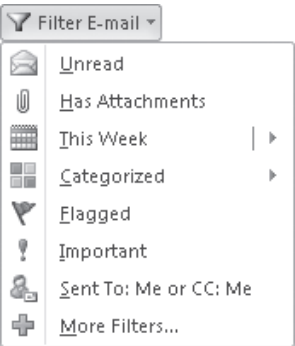 Filter E-mail
Unread
Has Attachments
This Week
Categorized
Flagged
Important
Sent To: Me or CC: Me
More Filters...